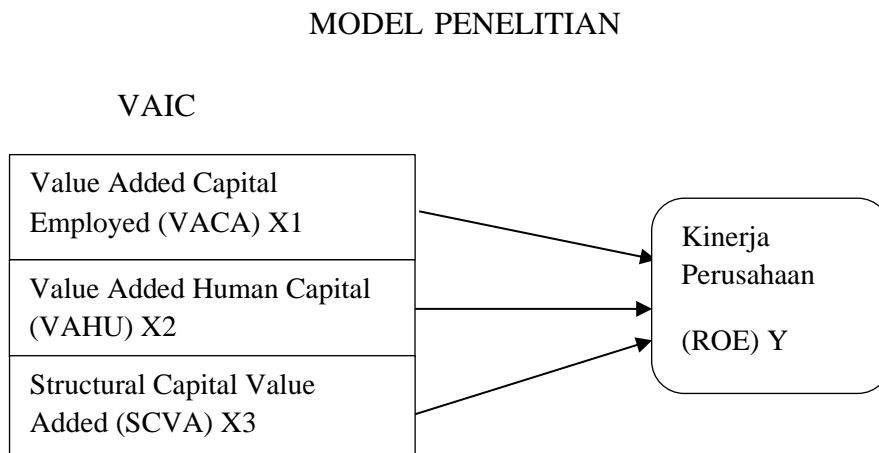 MODEL PENELITIAN
VAIC
Value Added Capital
Employed (VACA) X1
Value Added Human Capital
(VAHU) X2
Structural Capital Value
Added (SCVA) X3
Kinerja
Perusahaan
(ROE) Y